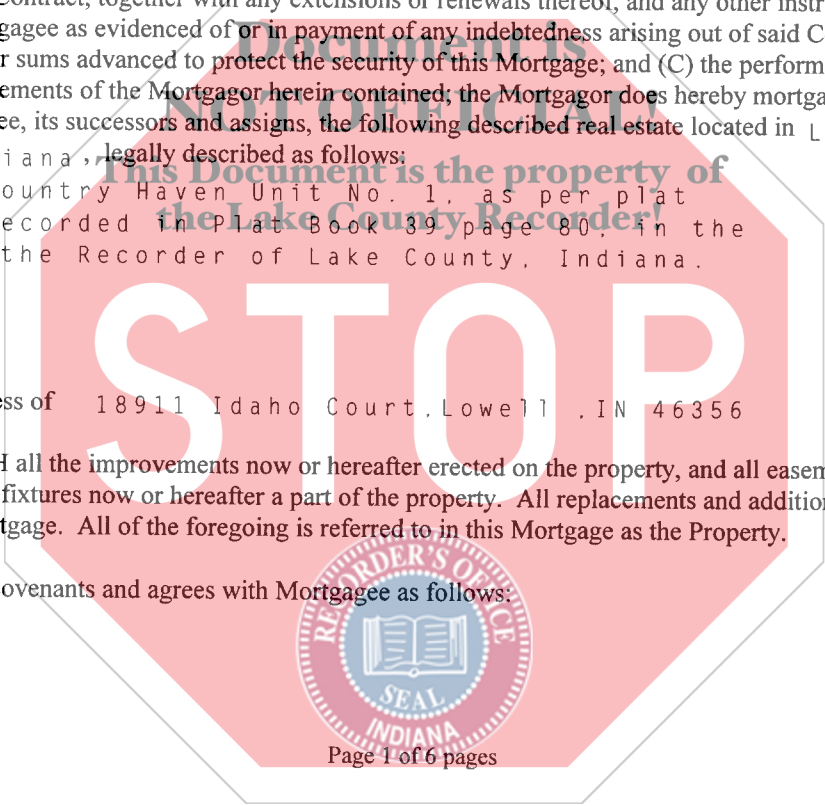 Contract, together with any extensions or renewals thereof, and any other instr
gagee as evidenced of or in payment of any indebtedness arising out of said C
r sums advanced to protect the security of this Mortgage; and (C) the perform
ements of the Mortgagor herein contained; the Mortgagor does hereby mortga
ee, its successors and assigns, the following described real estate located in L
iana, legally described as follows:
ountry Haven Unit No. 1, as per plat
ecorded in Plat Book 39 page 80, in the
the Recorder of Lake County, Indiana.
Document is
NOT OFFICIAL!
This Document is the property of
the Lake County Recorder!
STOP
ess of 18911 Idaho Court,Lowell ,IN 46356
H all the improvements now or hereafter erected on the property, and all easem
fixtures now or hereafter a part of the property. All replacements and addition
tgage. All of the foregoing is referred to in this Mortgage as the Property.
ovenants and agrees with Mortgagee as follows:
RECORDER'S OFFICE
SEAL
INDIANA
Page 1 of 6 pages